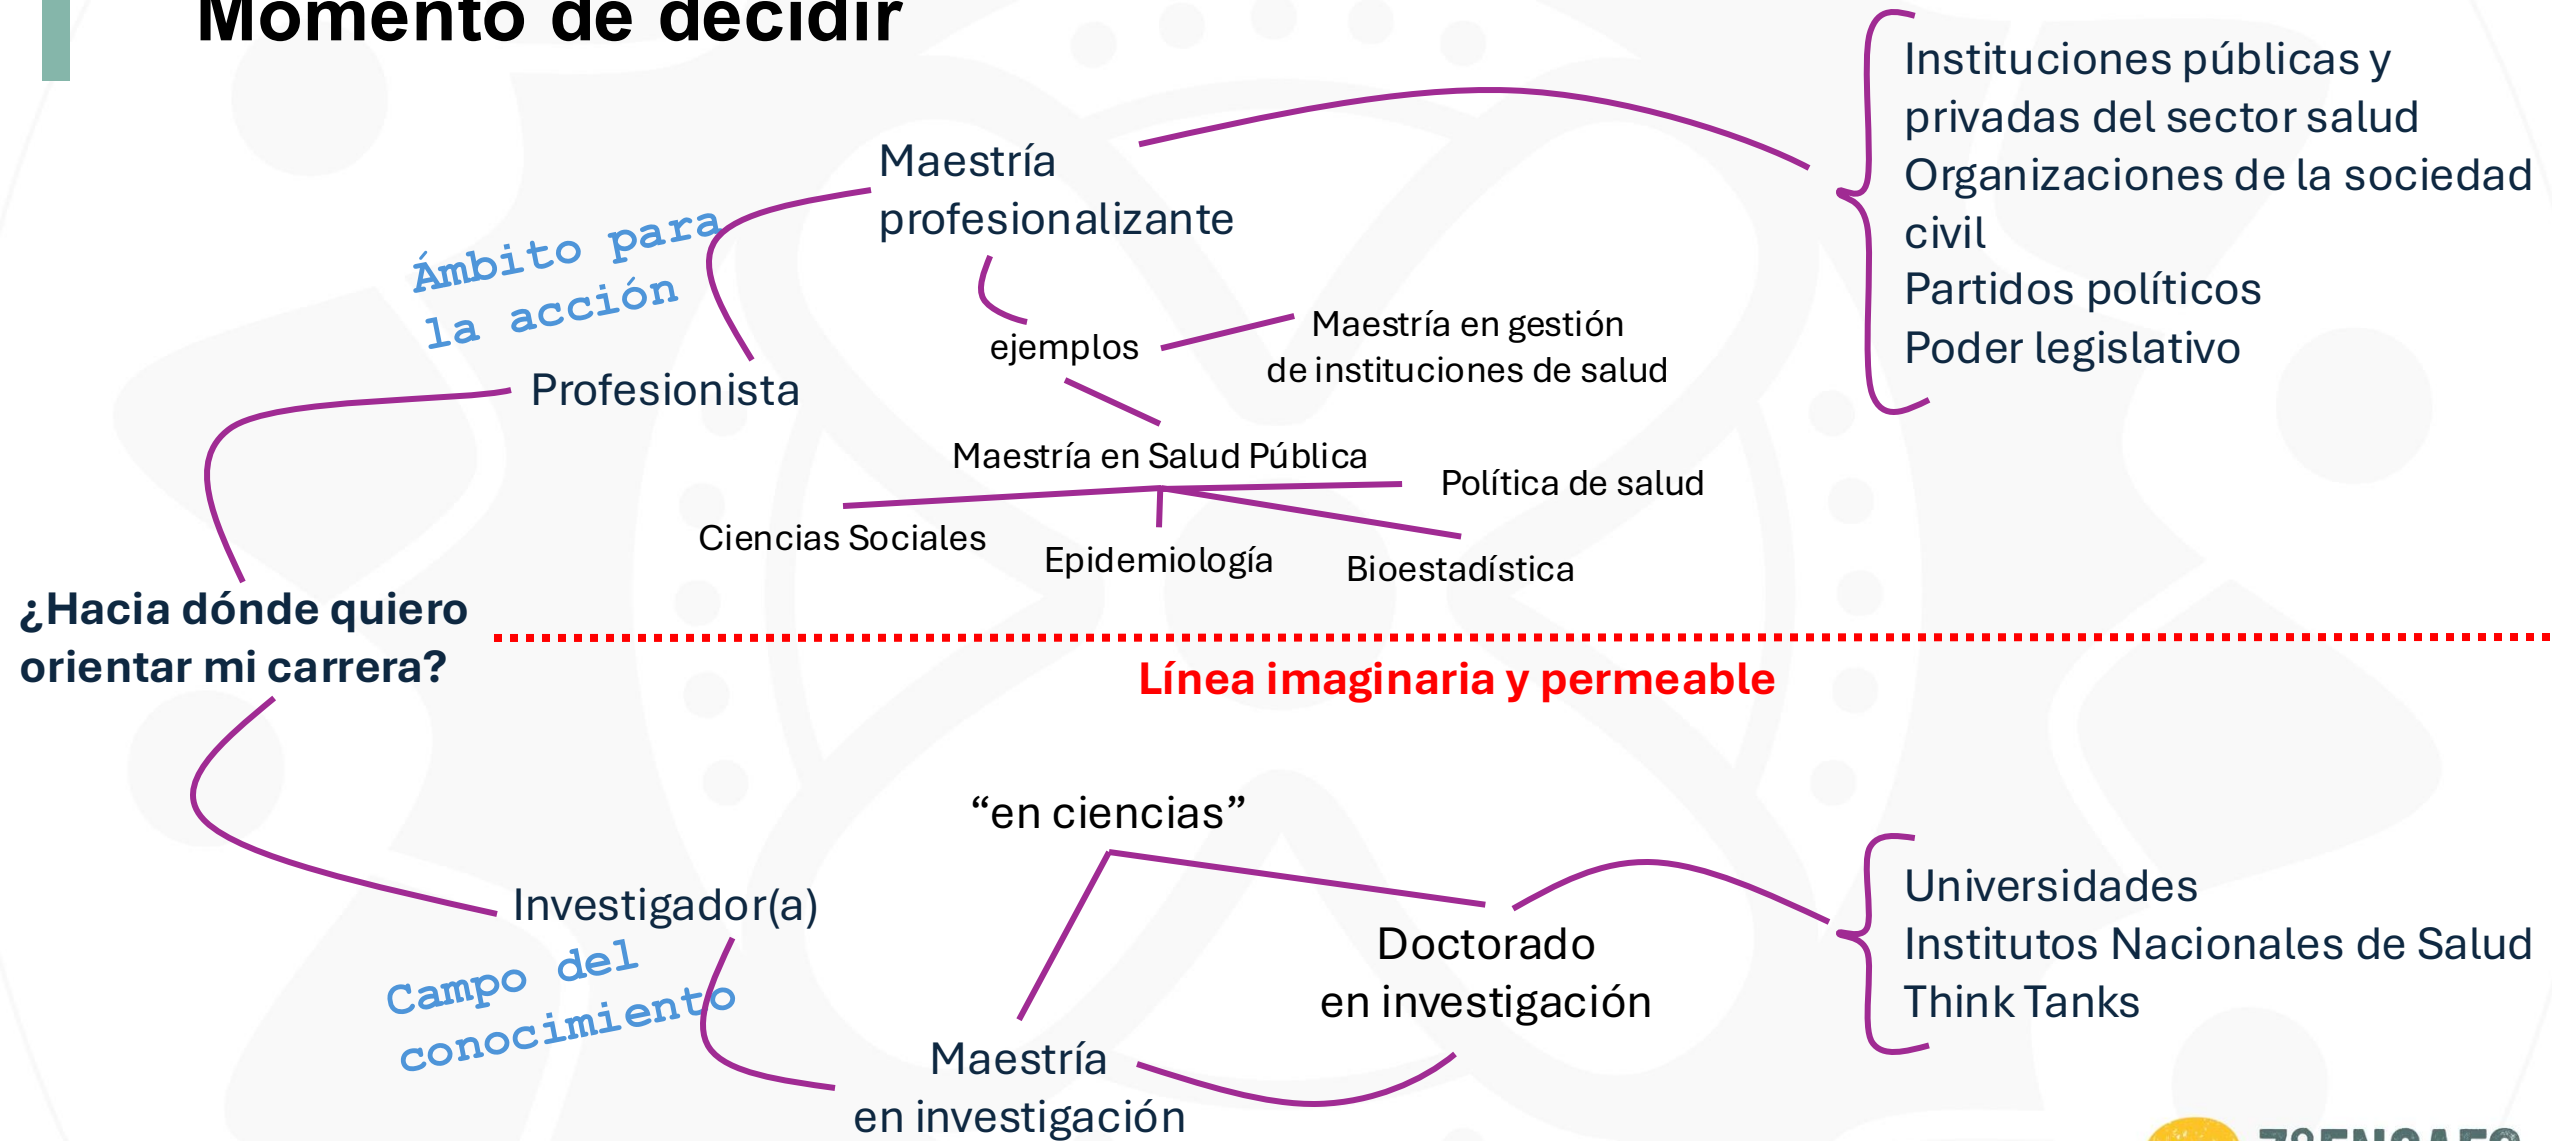 Momento de decidir
Instituciones públicas y
privadas del sector salud
Organizaciones de la sociedad
civil
Partidos políticos
Poder legislativo
Maestría
profesionalizante
Ámbito para
la acción
ejemplos
Maestría en gestión
de instituciones de salud
Profesionista
Maestría en Salud Pública
Política de salud
Ciencias Sociales
Epidemiología
Bioestadística
¿Hacia dónde quiero
orientar mi carrera?
Línea imaginaria y permeable
“en ciencias”
Investigador(a)
Campo del
conocimiento
Doctorado
en investigación
Maestría
en investigación
Universidades
Institutos Nacionales de Salud
Think Tanks